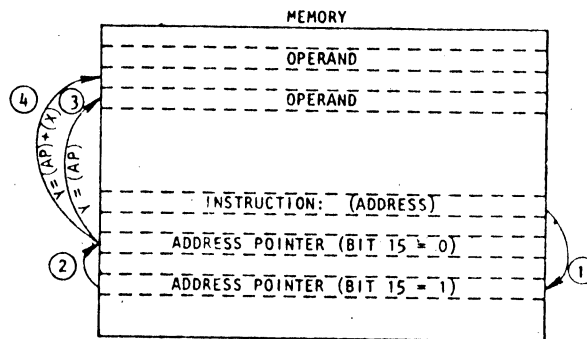 MEMORY
OPERAND
④ ③ OPERAND
Y=(AP)+(X)
Y=(AP)
INSTRUCTION: (ADDRESS)
ADDRESS POINTER (BIT 15 = 0)
② ①
ADDRESS POINTER (BIT 15 = 1)